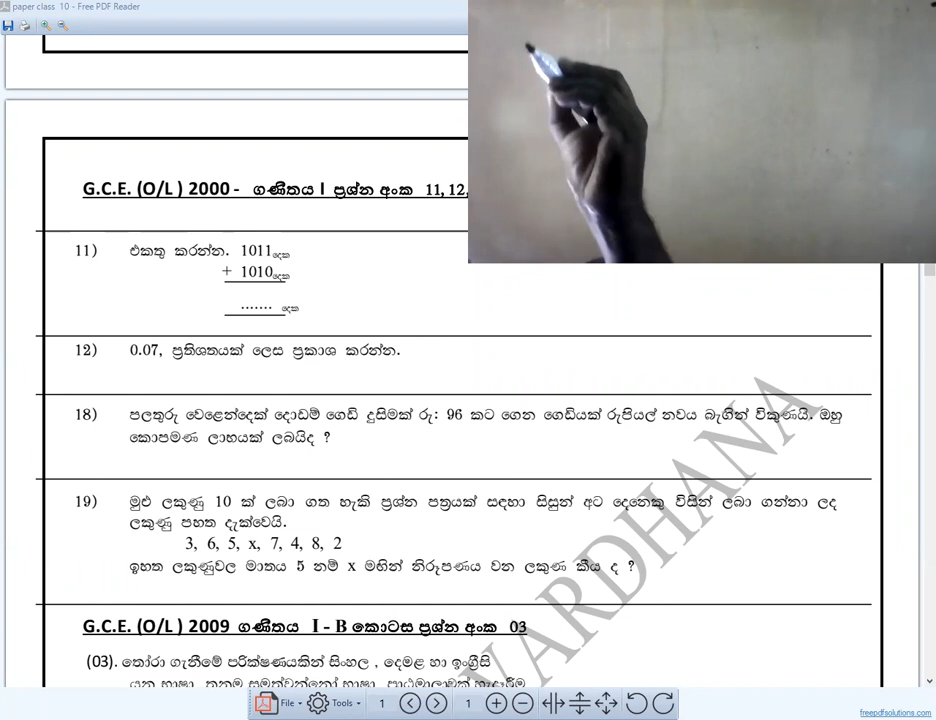 paper class 10 - Free PDF Reader
G.C.E. (O/L ) 2000 - ගණිතය I ප්‍රශ්න අංක 11, 12,
11) එකතු කරන්න. 1011දෙක
+ 1010දෙක
....... දෙක
12) 0.07, ප්‍රතිශතයක් ලෙස ප්‍රකාශ කරන්න.
18) පලතුරු වෙළෙන්දෙක් දොඩම් ගෙඩි දුසිමක් රු: 96 කට ගෙන ගෙඩියක් රුපියල් නවය බැගින් විකුණයි. ඔහු
කොපමණ ලාභයක් ලබයිද ?
19) මුළු ලකුණු 10 ක් ලබා ගත හැකි ප්‍රශ්න පත්‍රයක් සඳහා සිසුන් අට දෙනෙකු විසින් ලබා ගන්නා ලද
ලකුණු පහත දැක්වෙයි.
3, 6, 5, x, 7, 4, 8, 2
ඉහත ලකුණුවල මාතය 5 නම් x මඟින් නිරූපණය වන ලකුණ කීය ද ?
VARDHANA
G.C.E. (O/L ) 2009 ගණිතය I - B කොටස ප්‍රශ්න අංක 03
(03). තෝරා ගැනීමේ පරික්ෂණයකින් සිංහල , දෙමළ හා ඉංග්‍රීසි
File Tools 1 1
freepdfsolutions.com